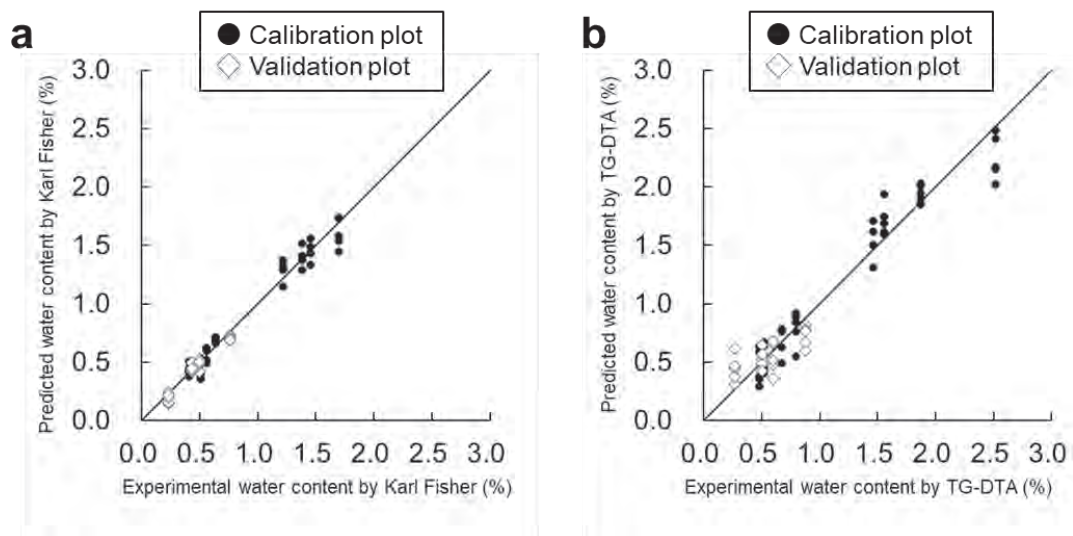 a
Calibration plot
Validation plot
Predicted water content by Karl Fisher (%)
3.0
2.5
2.0
1.5
1.0
0.5
0.0
0.0 0.5 1.0 1.5 2.0 2.5 3.0
Experimental water content by Karl Fisher (%)
b
Calibration plot
Validation plot
Predicted water content by TG-DTA (%)
3.0
2.5
2.0
1.5
1.0
0.5
0.0
0.0 0.5 1.0 1.5 2.0 2.5 3.0
Experimental water content by TG-DTA (%)